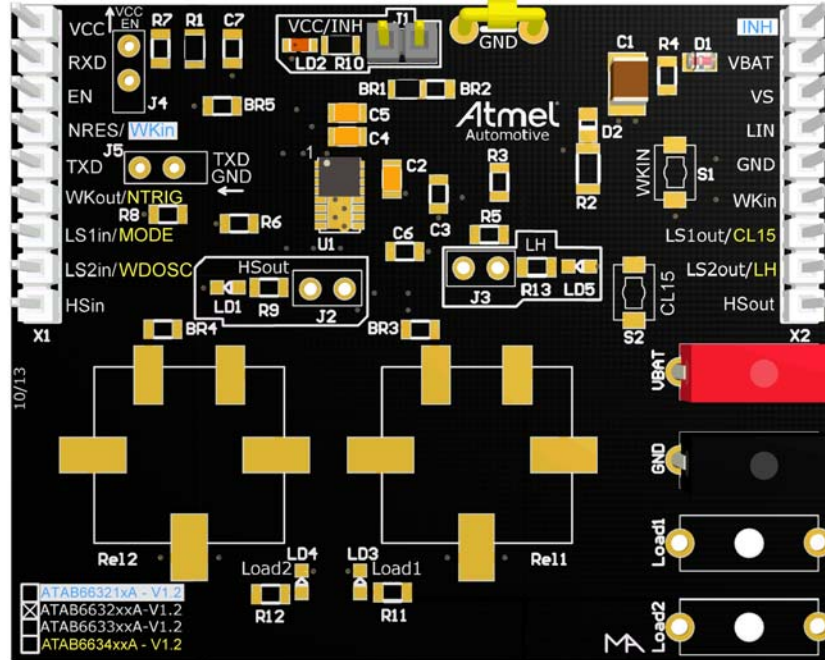 VCC
RXD
EN
NRES/WKin
TXD
WKout/NTRIG
LS1in/MODE
LS2in/WDOSC
HSin
X1
VCC
EN
J4
R7
R1
C7
VCC/INH
J1
LD2
R10
GND
BR1
BR2
BR5
C5
C4
Atmel
Automotive
C1
R4
D1
D2
R2
J5
TXD
GND
1
U1
C2
C3
R3
WKIN
S1
R8
R6
C6
R5
LH
J3
R13
LD5
HSout
LD1
R9
J2
CL15
S2
INH
VBAT
VS
LIN
GND
WKin
LS1out/CL15
LS2out/LH
HSout
X2
BR4
BR3
10/13
VBAT
GND
Load1
Load2
Rel2
Rel1
Load2
LD4
LD3
Load1
R12
R11
ATAB66321xA - V1.2
ATAB6632xxA-V1.2
ATAB6633xxA-V1.2
ATAB6634xxA - V1.2
MA